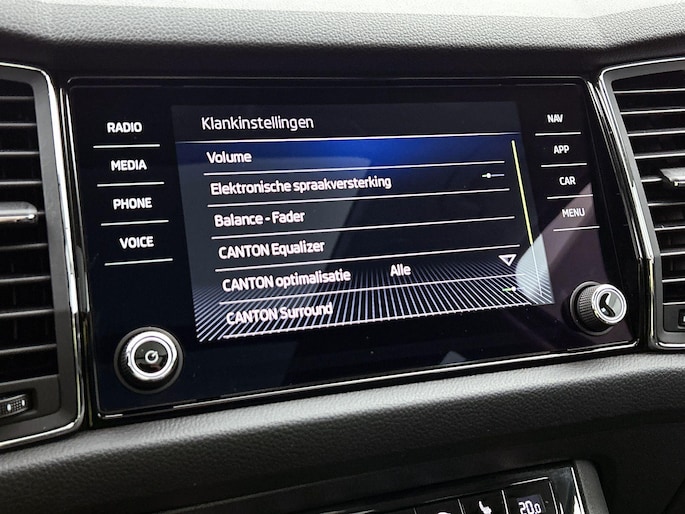 RADIO
MEDIA
PHONE
VOICE
Klankinstellingen
Volume
Elektronische spraakversterking
Balance - Fader
CANTON Equalizer
CANTON optimalisatie Alle
CANTON Surround
NAV
APP
CAR
MENU
20.0